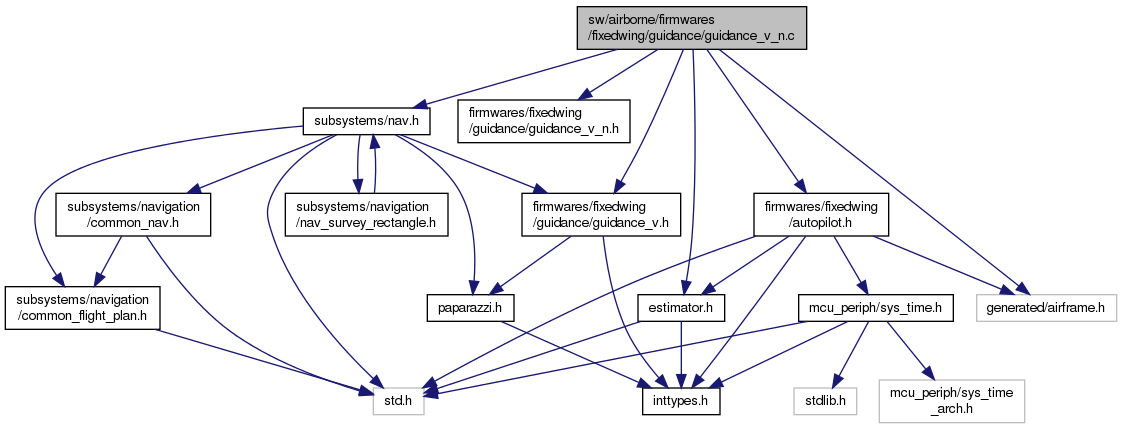 sw/airborne/firmwares
/fixedwing/guidance/guidance_v_n.c
subsystems/nav.h
firmwares/fixedwing
/guidance/guidance_v_n.h
subsystems/navigation
/common_nav.h
subsystems/navigation
/nav_survey_rectangle.h
firmwares/fixedwing
/guidance/guidance_v.h
firmwares/fixedwing
/autopilot.h
subsystems/navigation
/common_flight_plan.h
paparazzi.h
estimator.h
mcu_periph/sys_time.h
generated/airframe.h
std.h
inttypes.h
stdlib.h
mcu_periph/sys_time
_arch.h